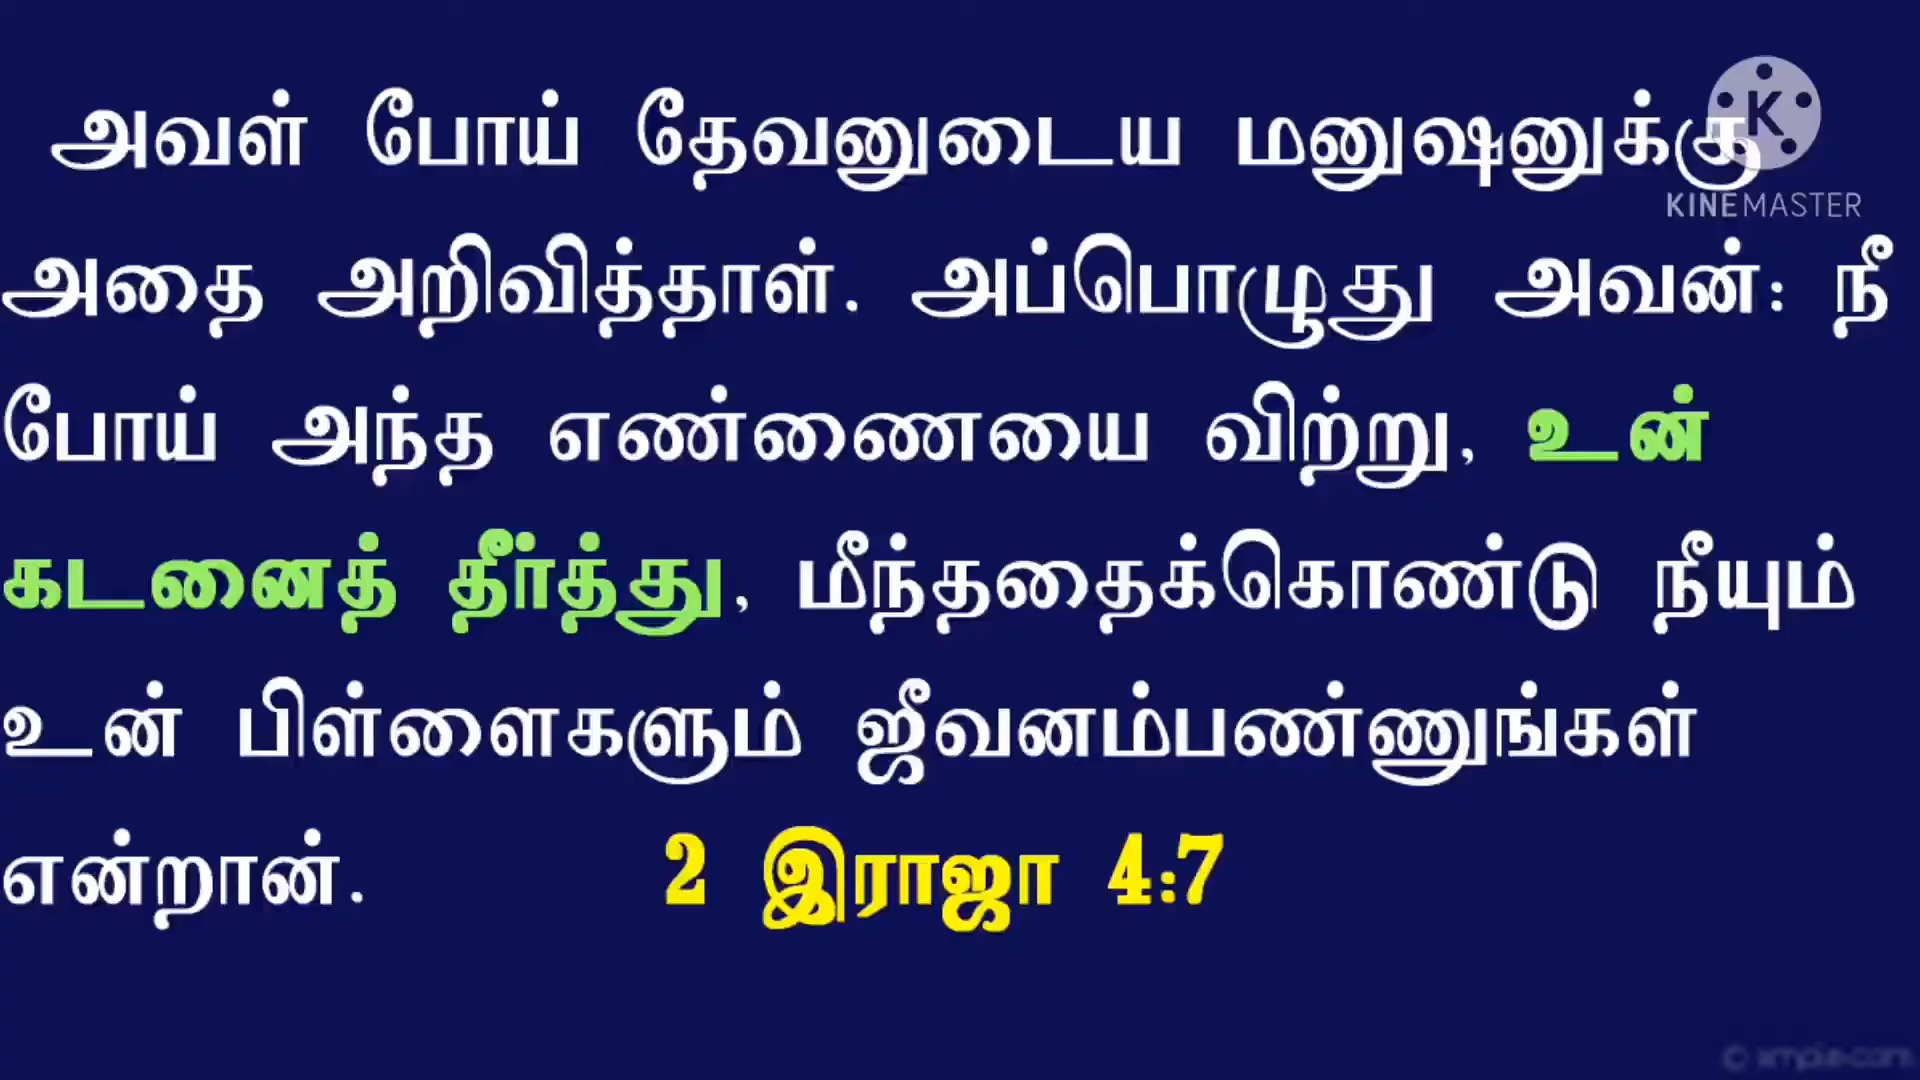 அவள் போய் தேவனுடைய மனுஷனுக்கு
KINEMASTER
அதை அறிவித்தாள். அப்பொழுது அவன்: நீ
போய் அந்த எண்ணையை விற்று, உன்
கடனைத் தீர்த்து, மீந்ததைக்கொண்டு நீயும்
உன் பிள்ளைகளும் ஜீவனம்பண்ணுங்கள்
என்றான். 2 இராஜா 4:7